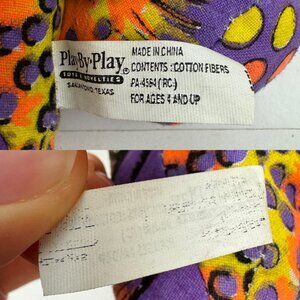 Play-By-Play®
TOYS & NOVELTIES
SAN ANTONIO, TEXAS
MADE IN CHINA
CONTENTS : COTTON FIBERS
PA-4564 ( RC.)
FOR AGES 4 AND UP